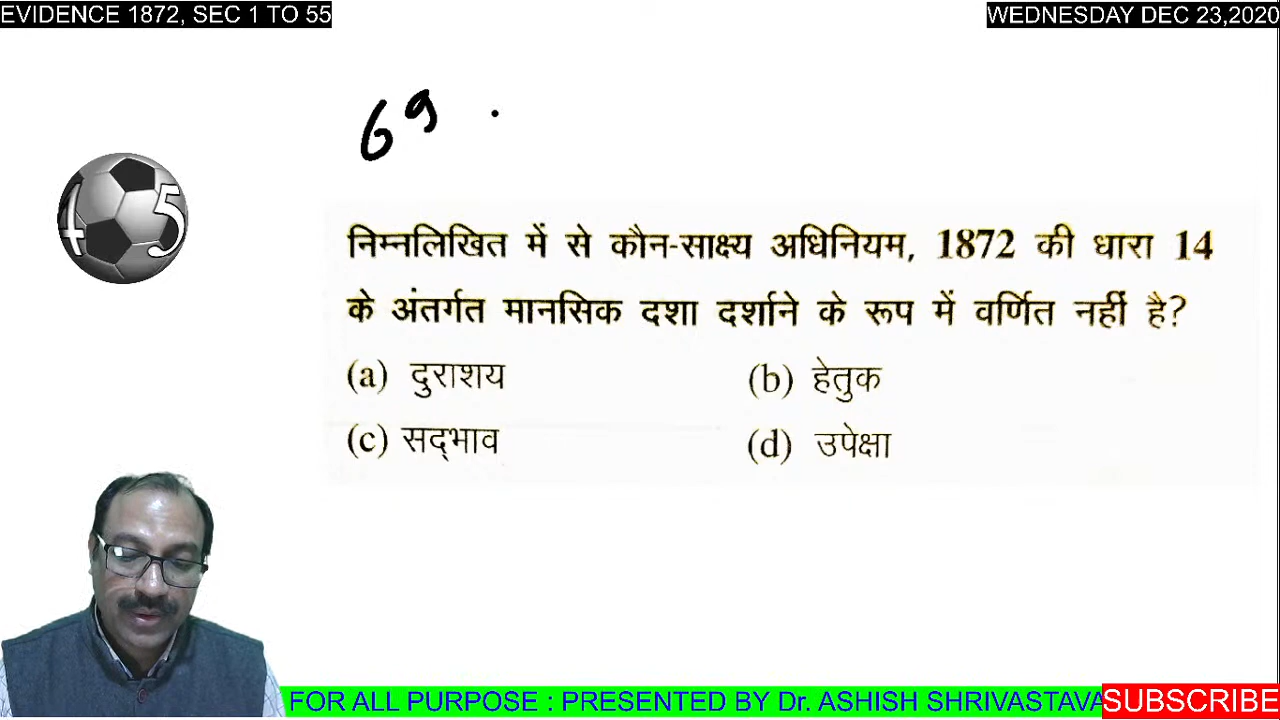 EVIDENCE 1872, SEC 1 TO 55
WEDNESDAY DEC 23,2020
69 .
45
निम्नलिखित में से कौन-साक्ष्य अधिनियम, 1872 की धारा 14
के अंतर्गत मानसिक दशा दर्शाने के रूप में वर्णित नहीं है?
(a) दुराशय
(b) हेतुक
(c) सद्भाव
(d) उपेक्षा
FOR ALL PURPOSE : PRESENTED BY Dr. ASHISH SHRIVASTAVA
SUBSCRIBE